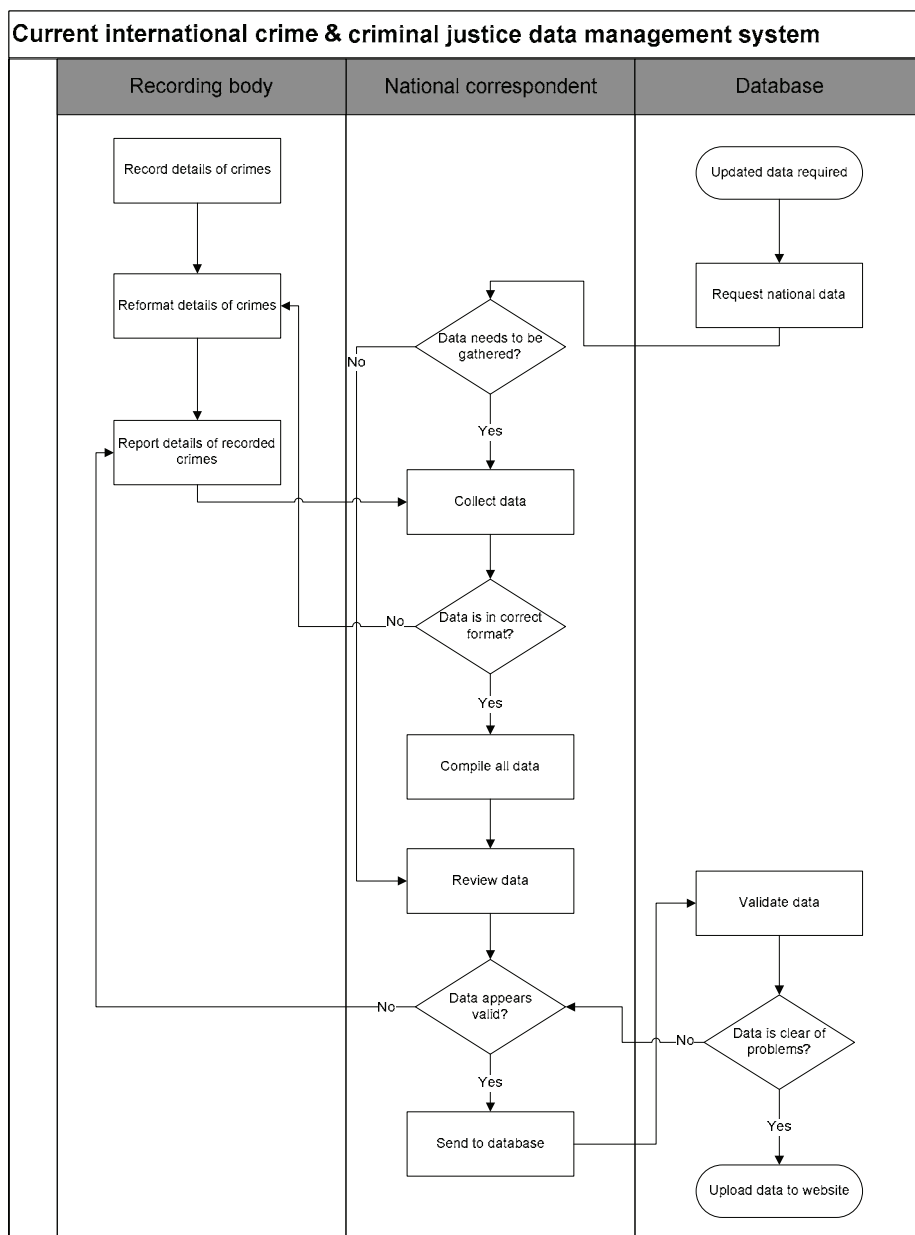 Current international crime & criminal justice data management system
Recording body
National correspondent
Database
Record details of crimes
Updated data required
Reformat details of crimes
Request national data
Data needs to be
gathered?
No
Yes
Report details of recorded
crimes
Collect data
Data is in correct
format?
No
Yes
Compile all data
Review data
Validate data
Data appears
valid?
No
Data is clear of
problems?
No
Yes
Send to database
Yes
Upload data to website